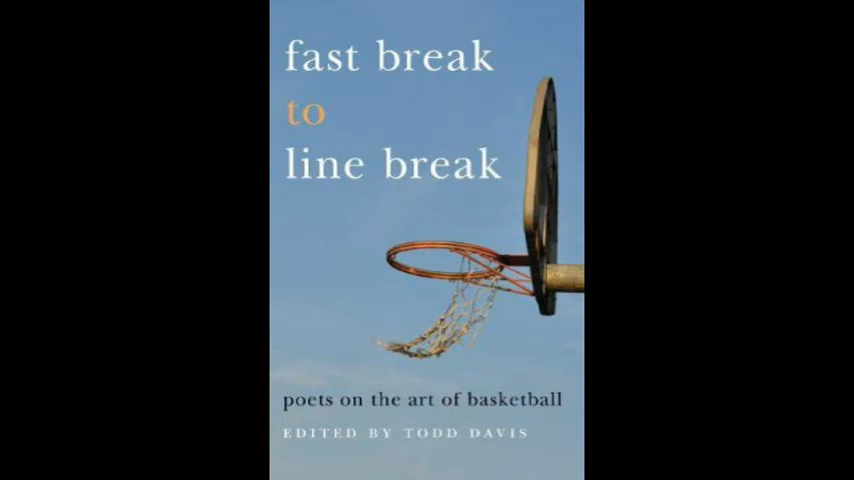 fast break
to
line break
poets on the art of basketball
EDITED BY TODD DAVIS